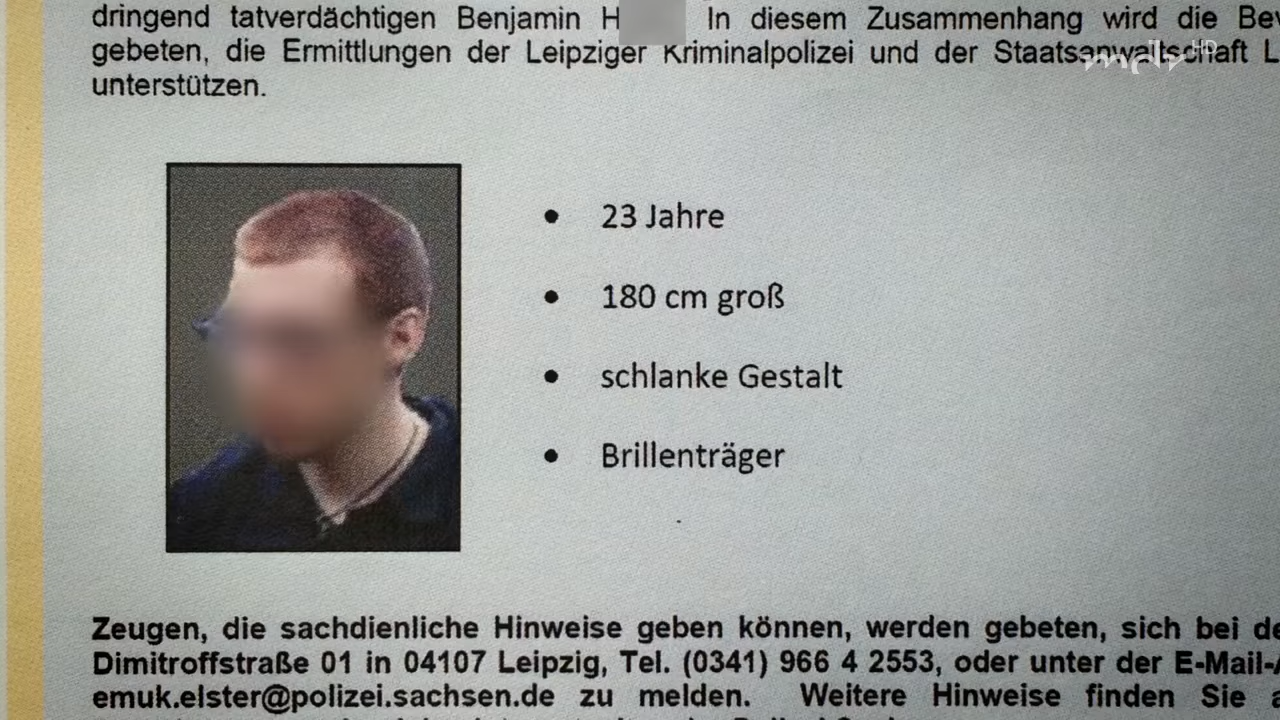 dringend tatverdächtigen Benjamin H In diesem Zusammenhang wird die
gebeten, die Ermittlungen der Leipziger Kriminalpolizei und der Staatsanwaltschaft
unterstützen.
mdr HD
23 Jahre
180 cm groß
schlanke Gestalt
Brillenträger
Zeugen, die sachdienliche Hinweise geben können, werden gebeten, sich bei
Dimitroffstraße 01 in 04107 Leipzig, Tel. (0341) 966 4 2553, oder unter der
emuk.elster@polizei.sachsen.de zu melden. Weitere Hinweise finden Sie